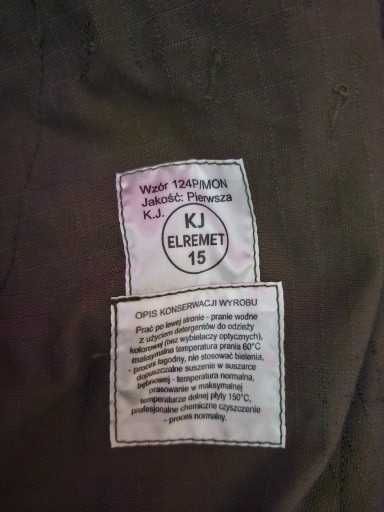 Wzór 124P/MON
Jakość: Pierwsza
K.J.
KJ
ELREMET
15
OPIS KONSERWACJI WYROBU
Prać po lewej stronie - pranie wodne
z użyciem detergentów do odzieży
kolorowej (bez wybielaczy optycznych),
maksymalna temperatura prania 60°C
- proces łagodny, nie stosować bielenia,
dopuszczalne suszenie w suszarce
bębnowej - temperatura normalna,
prasowanie w maksymalnej
temperaturze dolnej płyty 150°C,
profesjonalne chemiczne czyszczenie
- proces normalny.